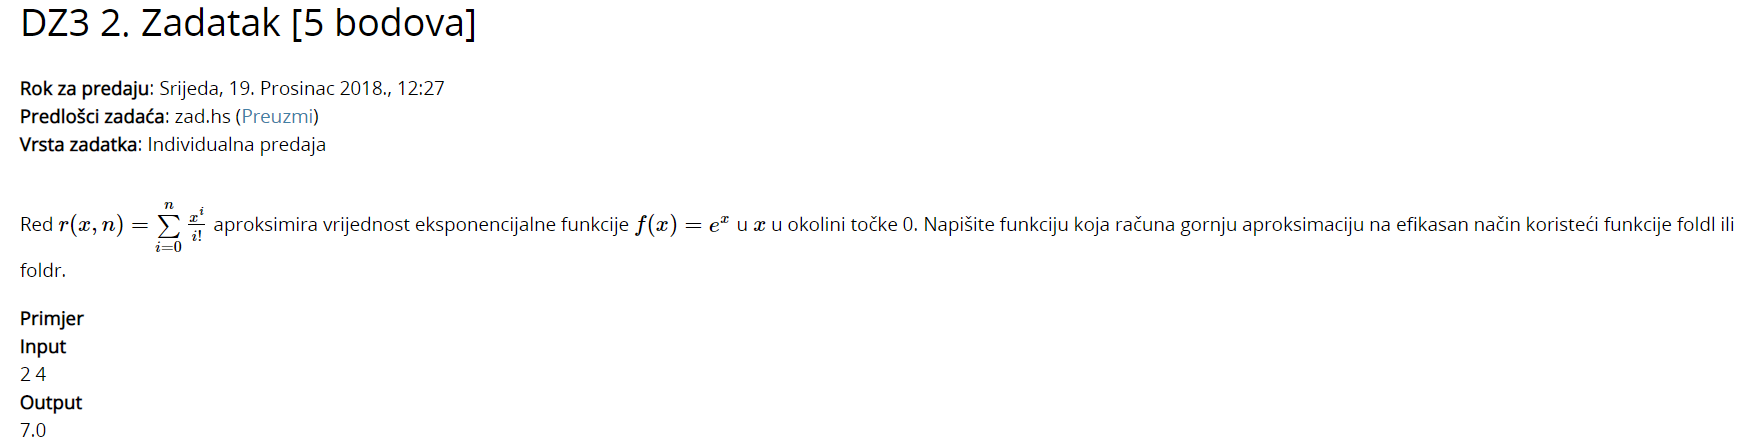 DZ3 2. Zadatak [5 bodova]
Rok za predaju: Srijeda, 19. Prosinac 2018., 12:27
Predlošci zadaća: zad.hs (Preuzmi)
Vrsta zadatka: Individualna predaja
Red r(x, n) = \sum_{i=0}^{n} \frac{x^i}{i!} aproksimira vrijednost eksponencijalne funkcije f(x) = e^x u x u okolini točke 0. Napišite funkciju koja računa gornju aproksimaciju na efikasan način koristeći funkcije foldl ili
foldr.
Primjer
Input
2 4
Output
7.0